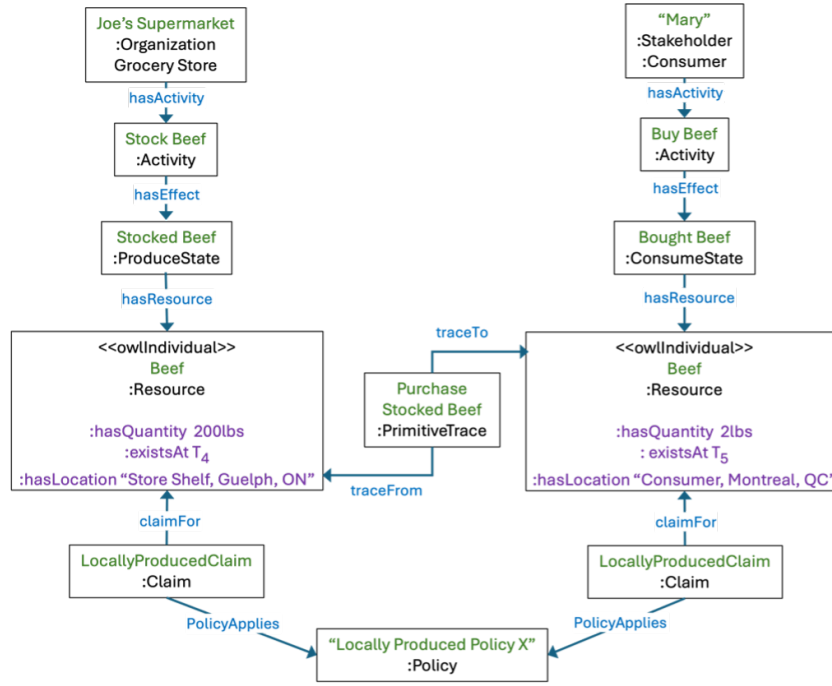 Joe's Supermarket
:Organization
Grocery Store
hasActivity
Stock Beef
:Activity
hasEffect
Stocked Beef
:ProduceState
hasResource
<<owlIndividual>>
Beef
:Resource
:hasQuantity 200lbs
:existsAt T4
:hasLocation “Store Shelf, Guelph, ON”
claimFor
LocallyProducedClaim
:Claim
PolicyApplies
traceTo
Purchase
Stocked Beef
:PrimitiveTrace
traceFrom
“Mary”
:Stakeholder
:Consumer
hasActivity
Buy Beef
:Activity
hasEffect
Bought Beef
:ConsumeState
hasResource
<<owlIndividual>>
Beef
:Resource
:hasQuantity 2lbs
: existsAt T5
:hasLocation “Consumer, Montreal, QC”
claimFor
LocallyProducedClaim
:Claim
PolicyApplies
“Locally Produced Policy X”
:Policy